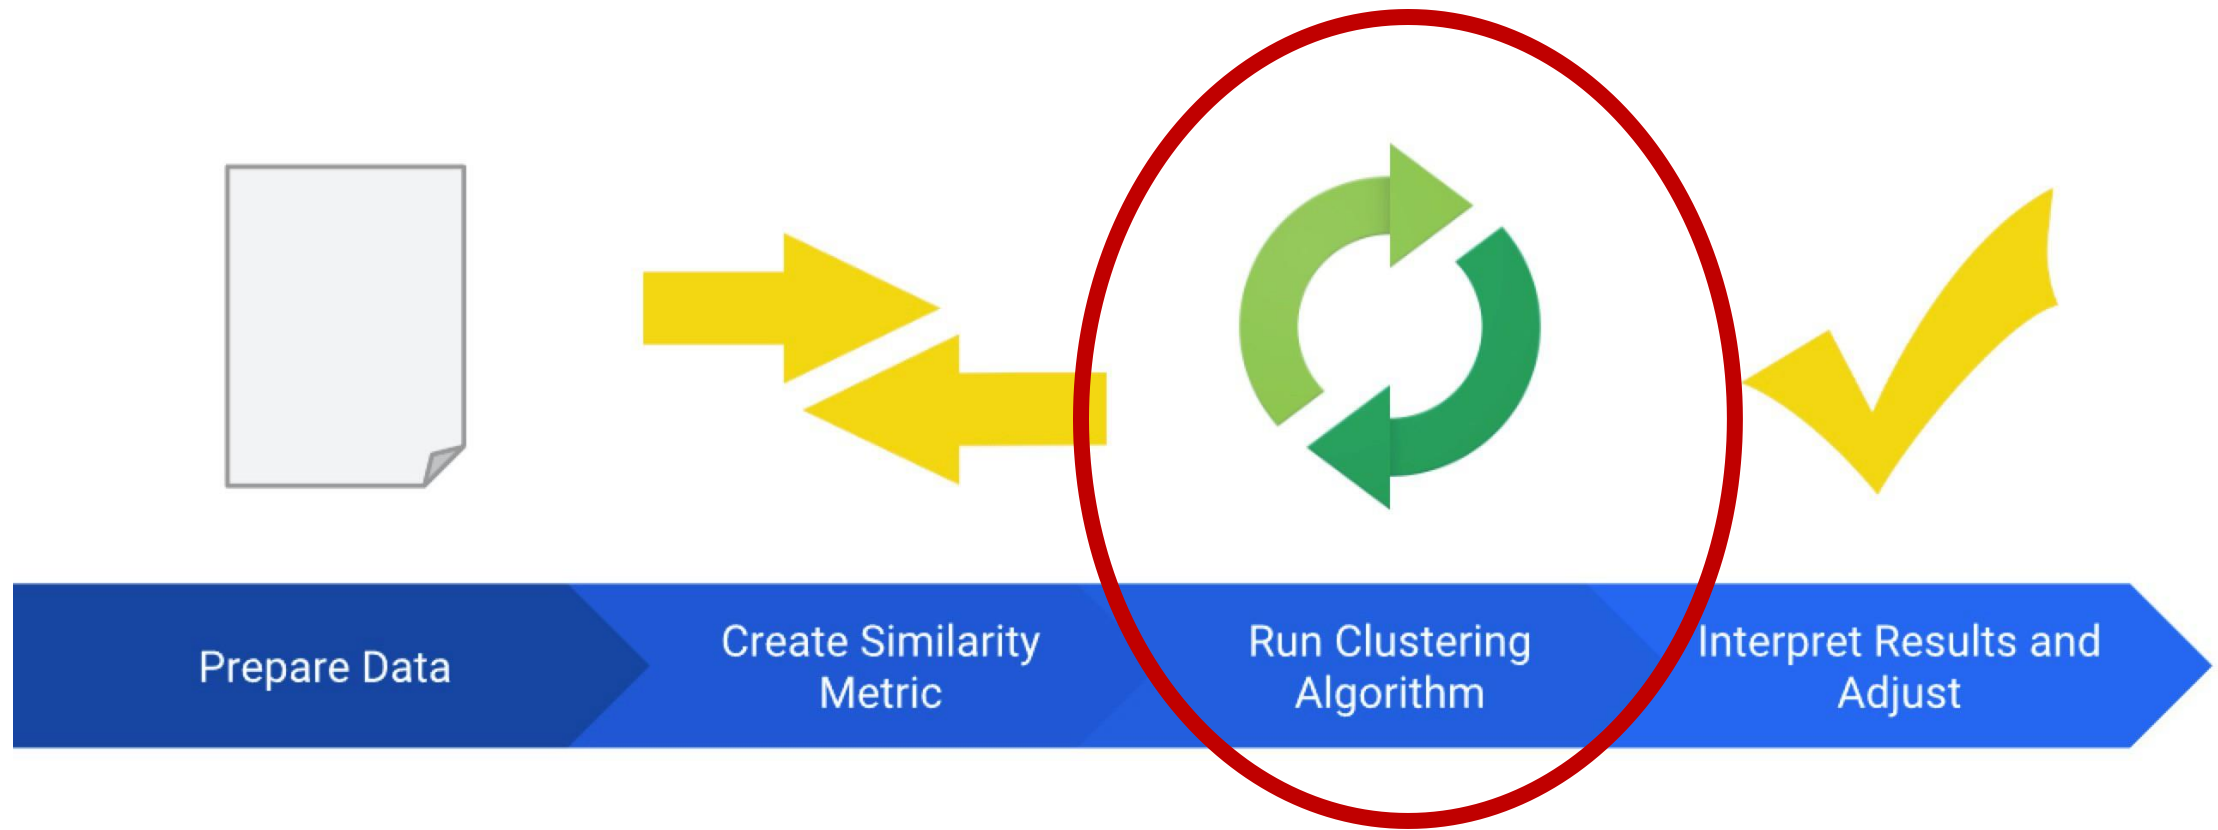 Prepare Data
Create Similarity
Metric
Run Clustering
Algorithm
Interpret Results and
Adjust